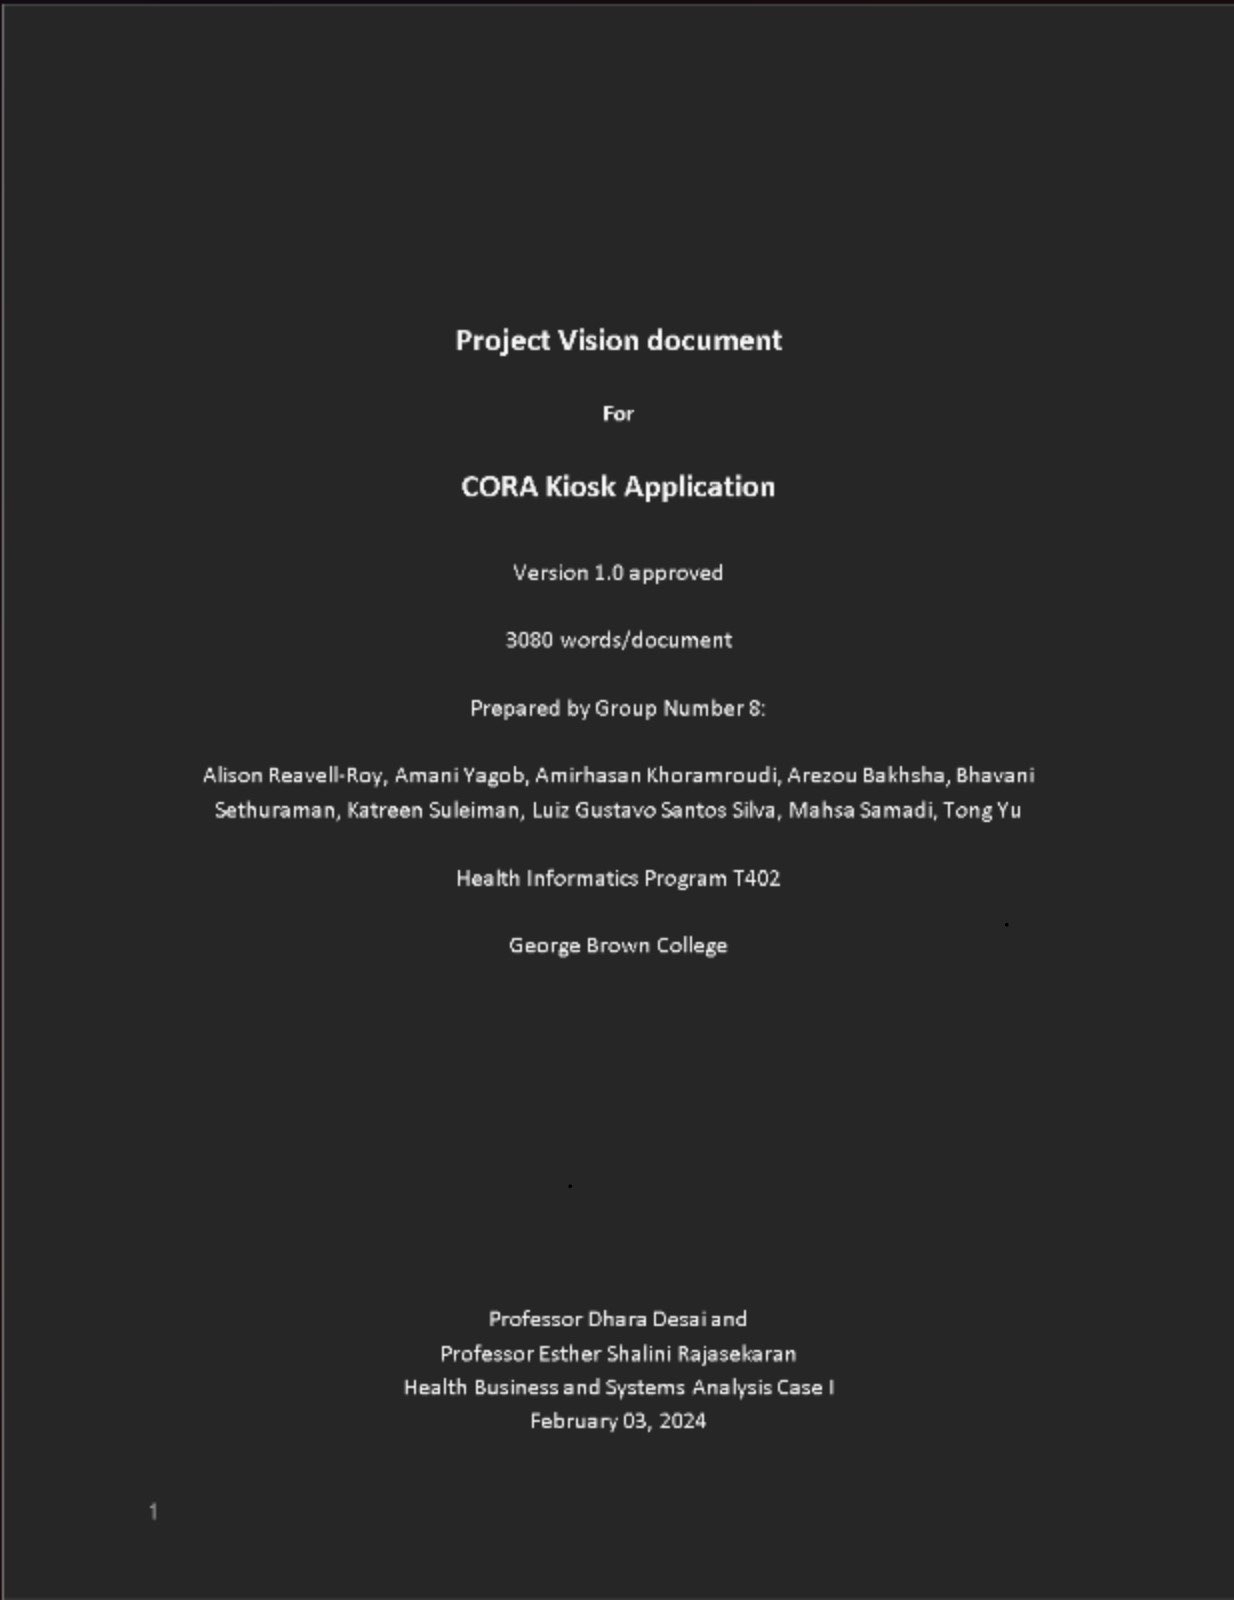 Project Vision document
For
CORA Kiosk Application
Version 1.0 approved
3080 words/document
Prepared by Group Number 8:
Alison Reavell-Roy, Amani Yagob, Amirhasan Khoramroudi, Arezou Bakhsha, Bhavani
Sethuraman, Katreen Suleiman, Luiz Gustavo Santos Silva, Mahsa Samadi, Tong Yu
Health Informatics Program T402
George Brown College
Professor Dhara Desai and
Professor Esther Shalini Rajasekaran
Health Business and Systems Analysis Case I
February 03, 2024
1